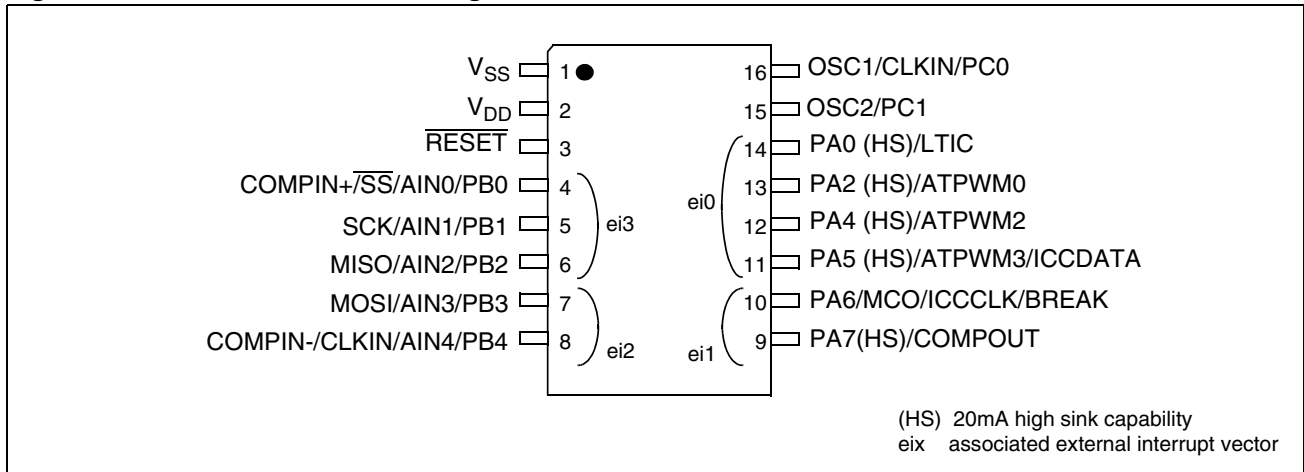 V_SS 1 16 OSC1/CLKIN/PC0
V_DD 2 15 OSC2/PC1
RESET 3 14 PA0 (HS)/LTIC
COMPIN+/SS/AIN0/PB0 4 13 PA2 (HS)/ATPWM0
ei3 ei0
SCK/AIN1/PB1 5 12 PA4 (HS)/ATPWM2
MISO/AIN2/PB2 6 11 PA5 (HS)/ATPWM3/ICCDATA
MOSI/AIN3/PB3 7 10 PA6/MCO/ICCCLK/BREAK
COMPIN-/CLKIN/AIN4/PB4 8 ei2 ei1 9 PA7(HS)/COMPOUT
(HS) 20mA high sink capability
eix associated external interrupt vector